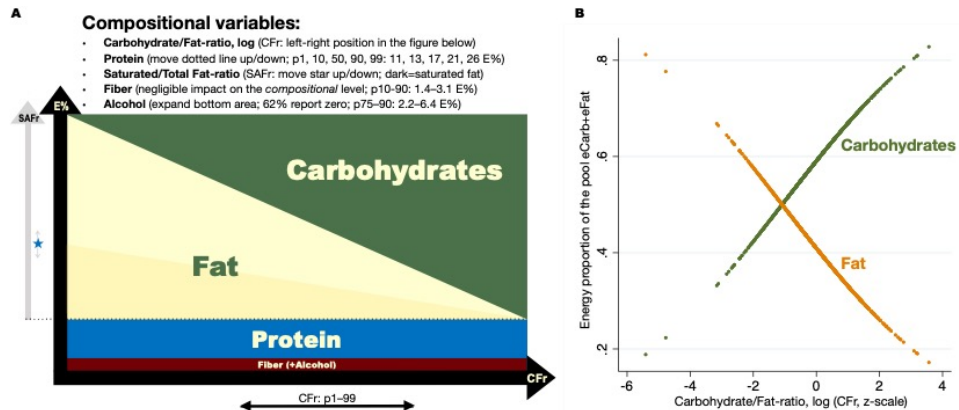 A
Compositional variables:
• Carbohydrate/Fat-ratio, log (CFr: left-right position in the figure below)
• Protein (move dotted line up/down; p1, 10, 50, 90, 99: 11, 13, 17, 21, 26 E%)
• Saturated/Total Fat-ratio (SAFr: move star up/down; dark=saturated fat)
• Fiber (negligible impact on the compositional level; p10-90: 1.4–3.1 E%)
• Alcohol (expand bottom area; 62% report zero; p75-90: 2.2-6.4 E%)
SAFr
E%
Carbohydrates
Fat
Protein
Fiber (+Alcohol)
CFr
CFr: p1–99
B
Energy proportion of the pool eCarb+eFat
.8
.6
.4
.2
Carbohydrates
Fat
-6
-4
-2
0
2
4
Carbohydrate/Fat-ratio, log (CFr, z-scale)